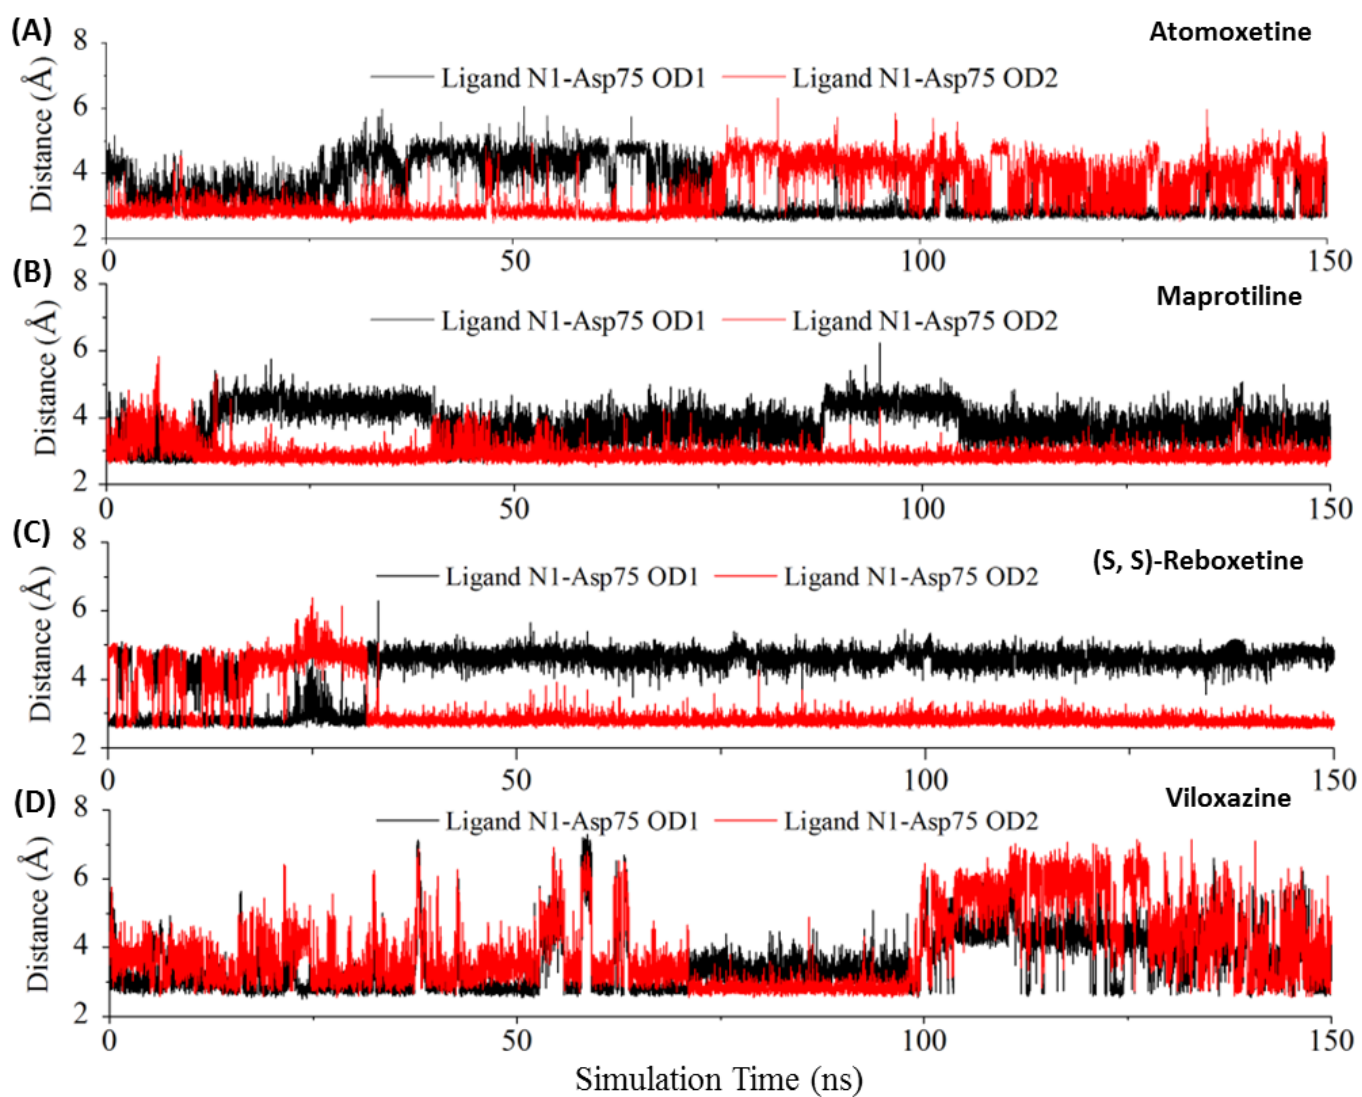 (A)
Atomoxetine
Distance (Å)
8
6
4
2
Ligand N1-Asp75 OD1 Ligand N1-Asp75 OD2
0 50 100 150
(B)
Maprotiline
Distance (Å)
8
6
4
2
Ligand N1-Asp75 OD1 Ligand N1-Asp75 OD2
0 50 100 150
(C)
(S, S)-Reboxetine
Distance (Å)
8
6
4
2
Ligand N1-Asp75 OD1 Ligand N1-Asp75 OD2
0 50 100 150
(D)
Viloxazine
Distance (Å)
8
6
4
2
Ligand N1-Asp75 OD1 Ligand N1-Asp75 OD2
0 50 100 150
Simulation Time (ns)